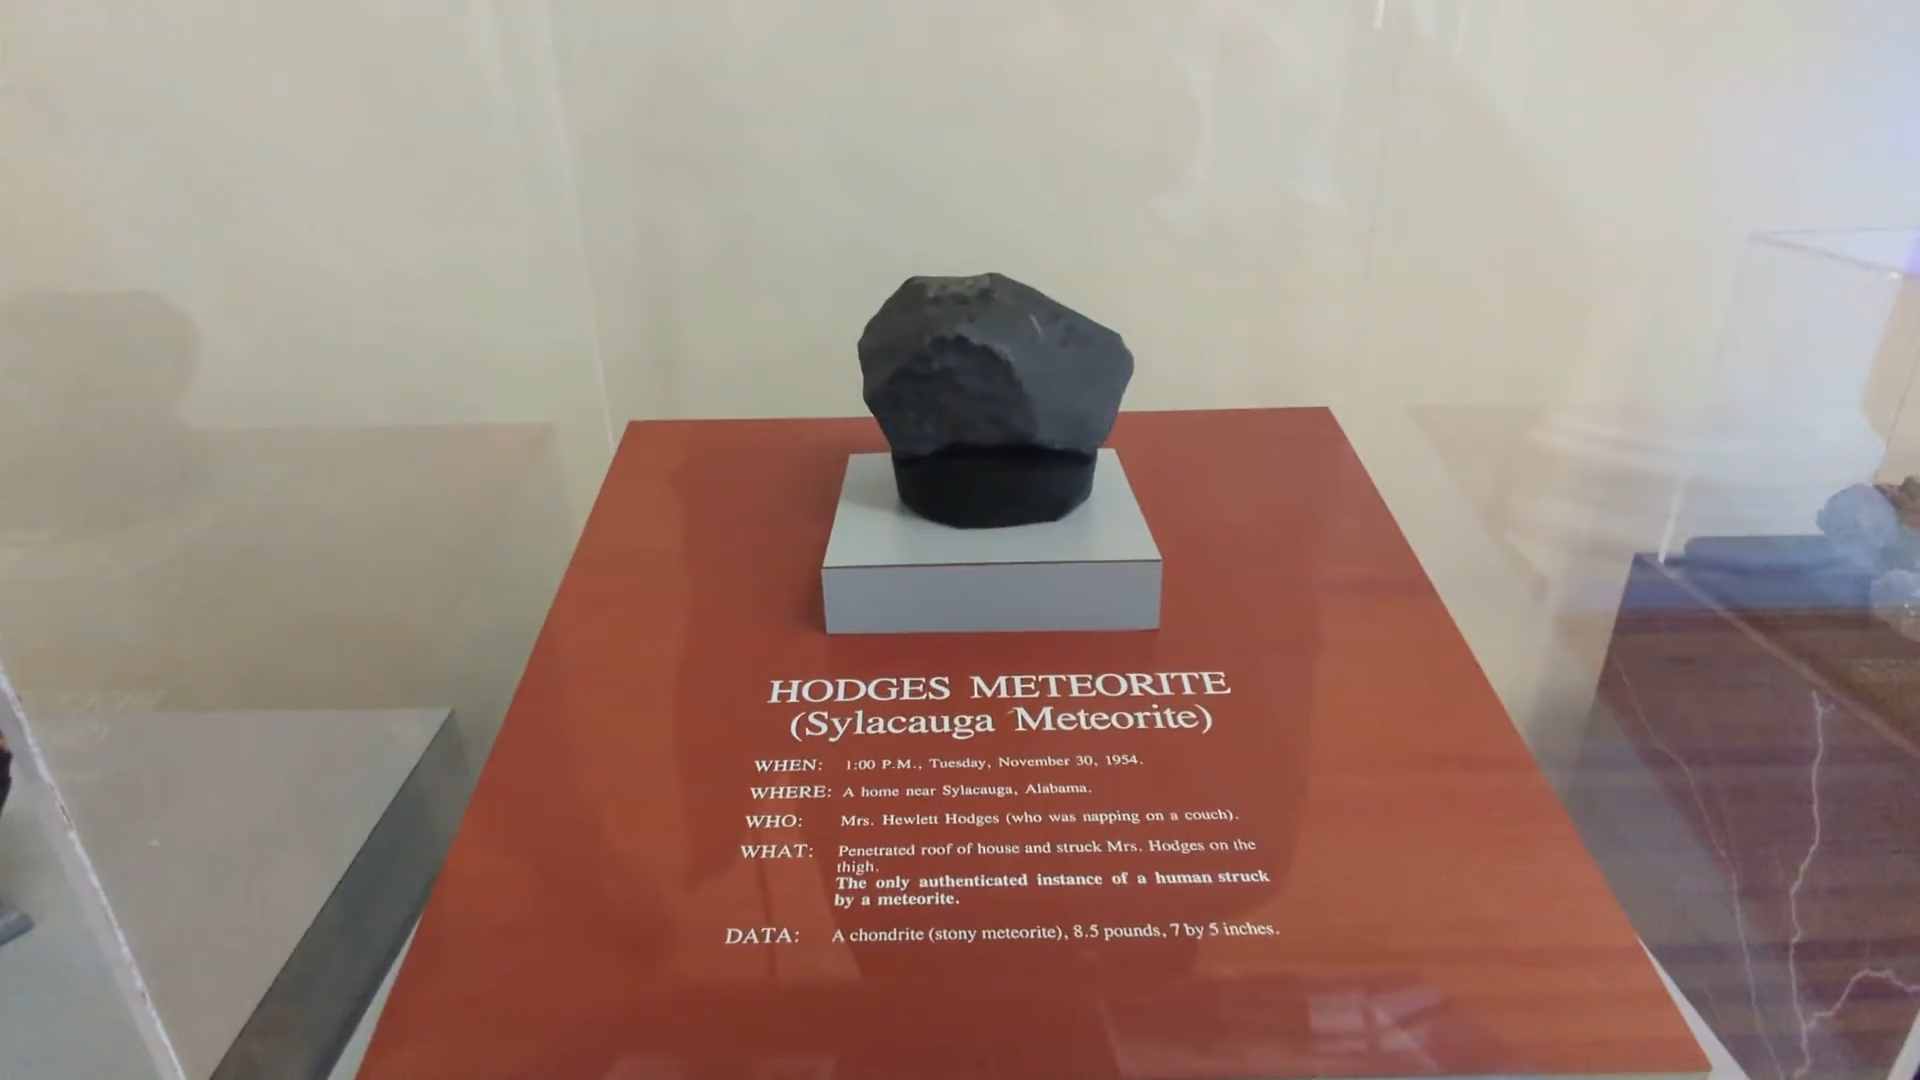 HODGES METEORITE
(Sylacauga Meteorite)
WHEN: 1:00 P.M., Tuesday, November 30, 1954.
WHERE: A home near Sylacauga, Alabama.
WHO: Mrs. Hewlett Hodges (who was napping on a couch).
WHAT: Penetrated roof of house and struck Mrs. Hodges on the
thigh.
The only authenticated instance of a human struck
by a meteorite.
DATA: A chondrite (stony meteorite), 8.5 pounds, 7 by 5 inches.